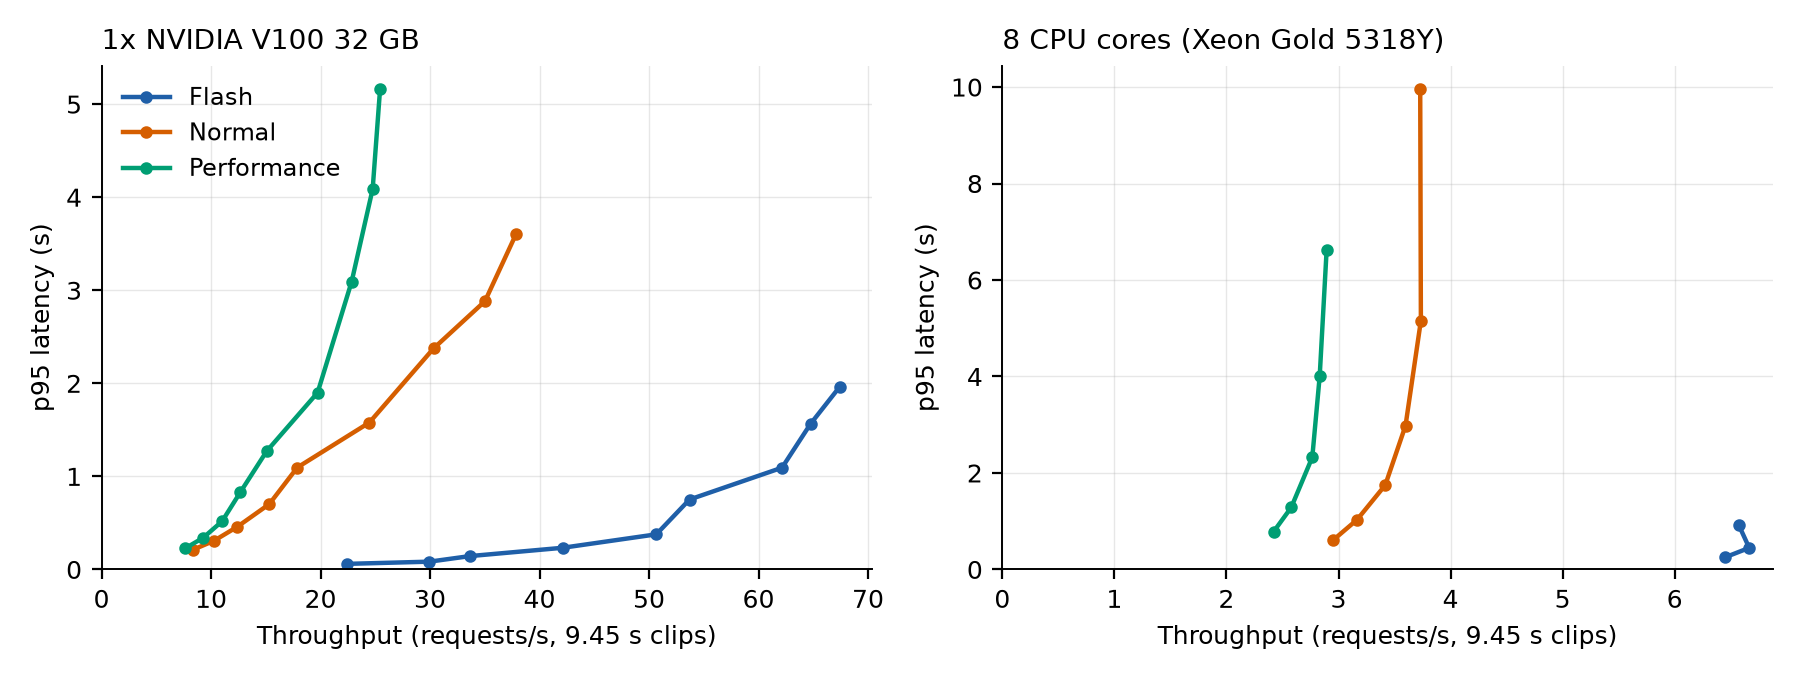 1x NVIDIA V100 32 GB
Flash
Normal
Performance
5
4
3
2
1
0
p95 latency (s)
0 10 20 30 40 50 60 70
Throughput (requests/s, 9.45 s clips)
8 CPU cores (Xeon Gold 5318Y)
10
8
6
4
2
0
p95 latency (s)
0 1 2 3 4 5 6
Throughput (requests/s, 9.45 s clips)